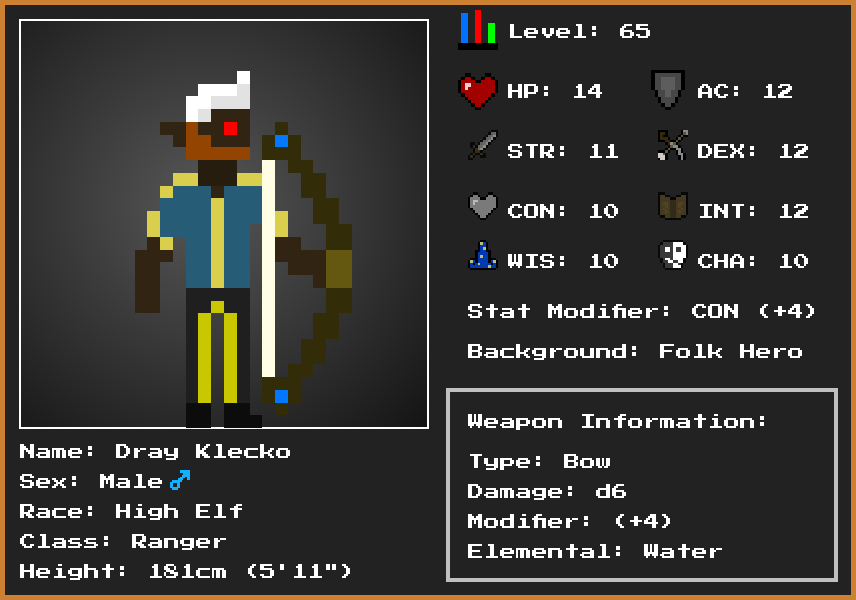 Level: 65
HP: 14 AC: 12
STR: 11 DEX: 12
CON: 10 INT: 12
WIS: 10 CHA: 10
Stat Modifier: CON (+4)
Background: Folk Hero
Weapon Information:
Type: Bow
Damage: d6
Modifier: (+4)
Elemental: Water
Name: Dray Klecko
Sex: Male ♂
Race: High Elf
Class: Ranger
Height: 181cm (5'11")